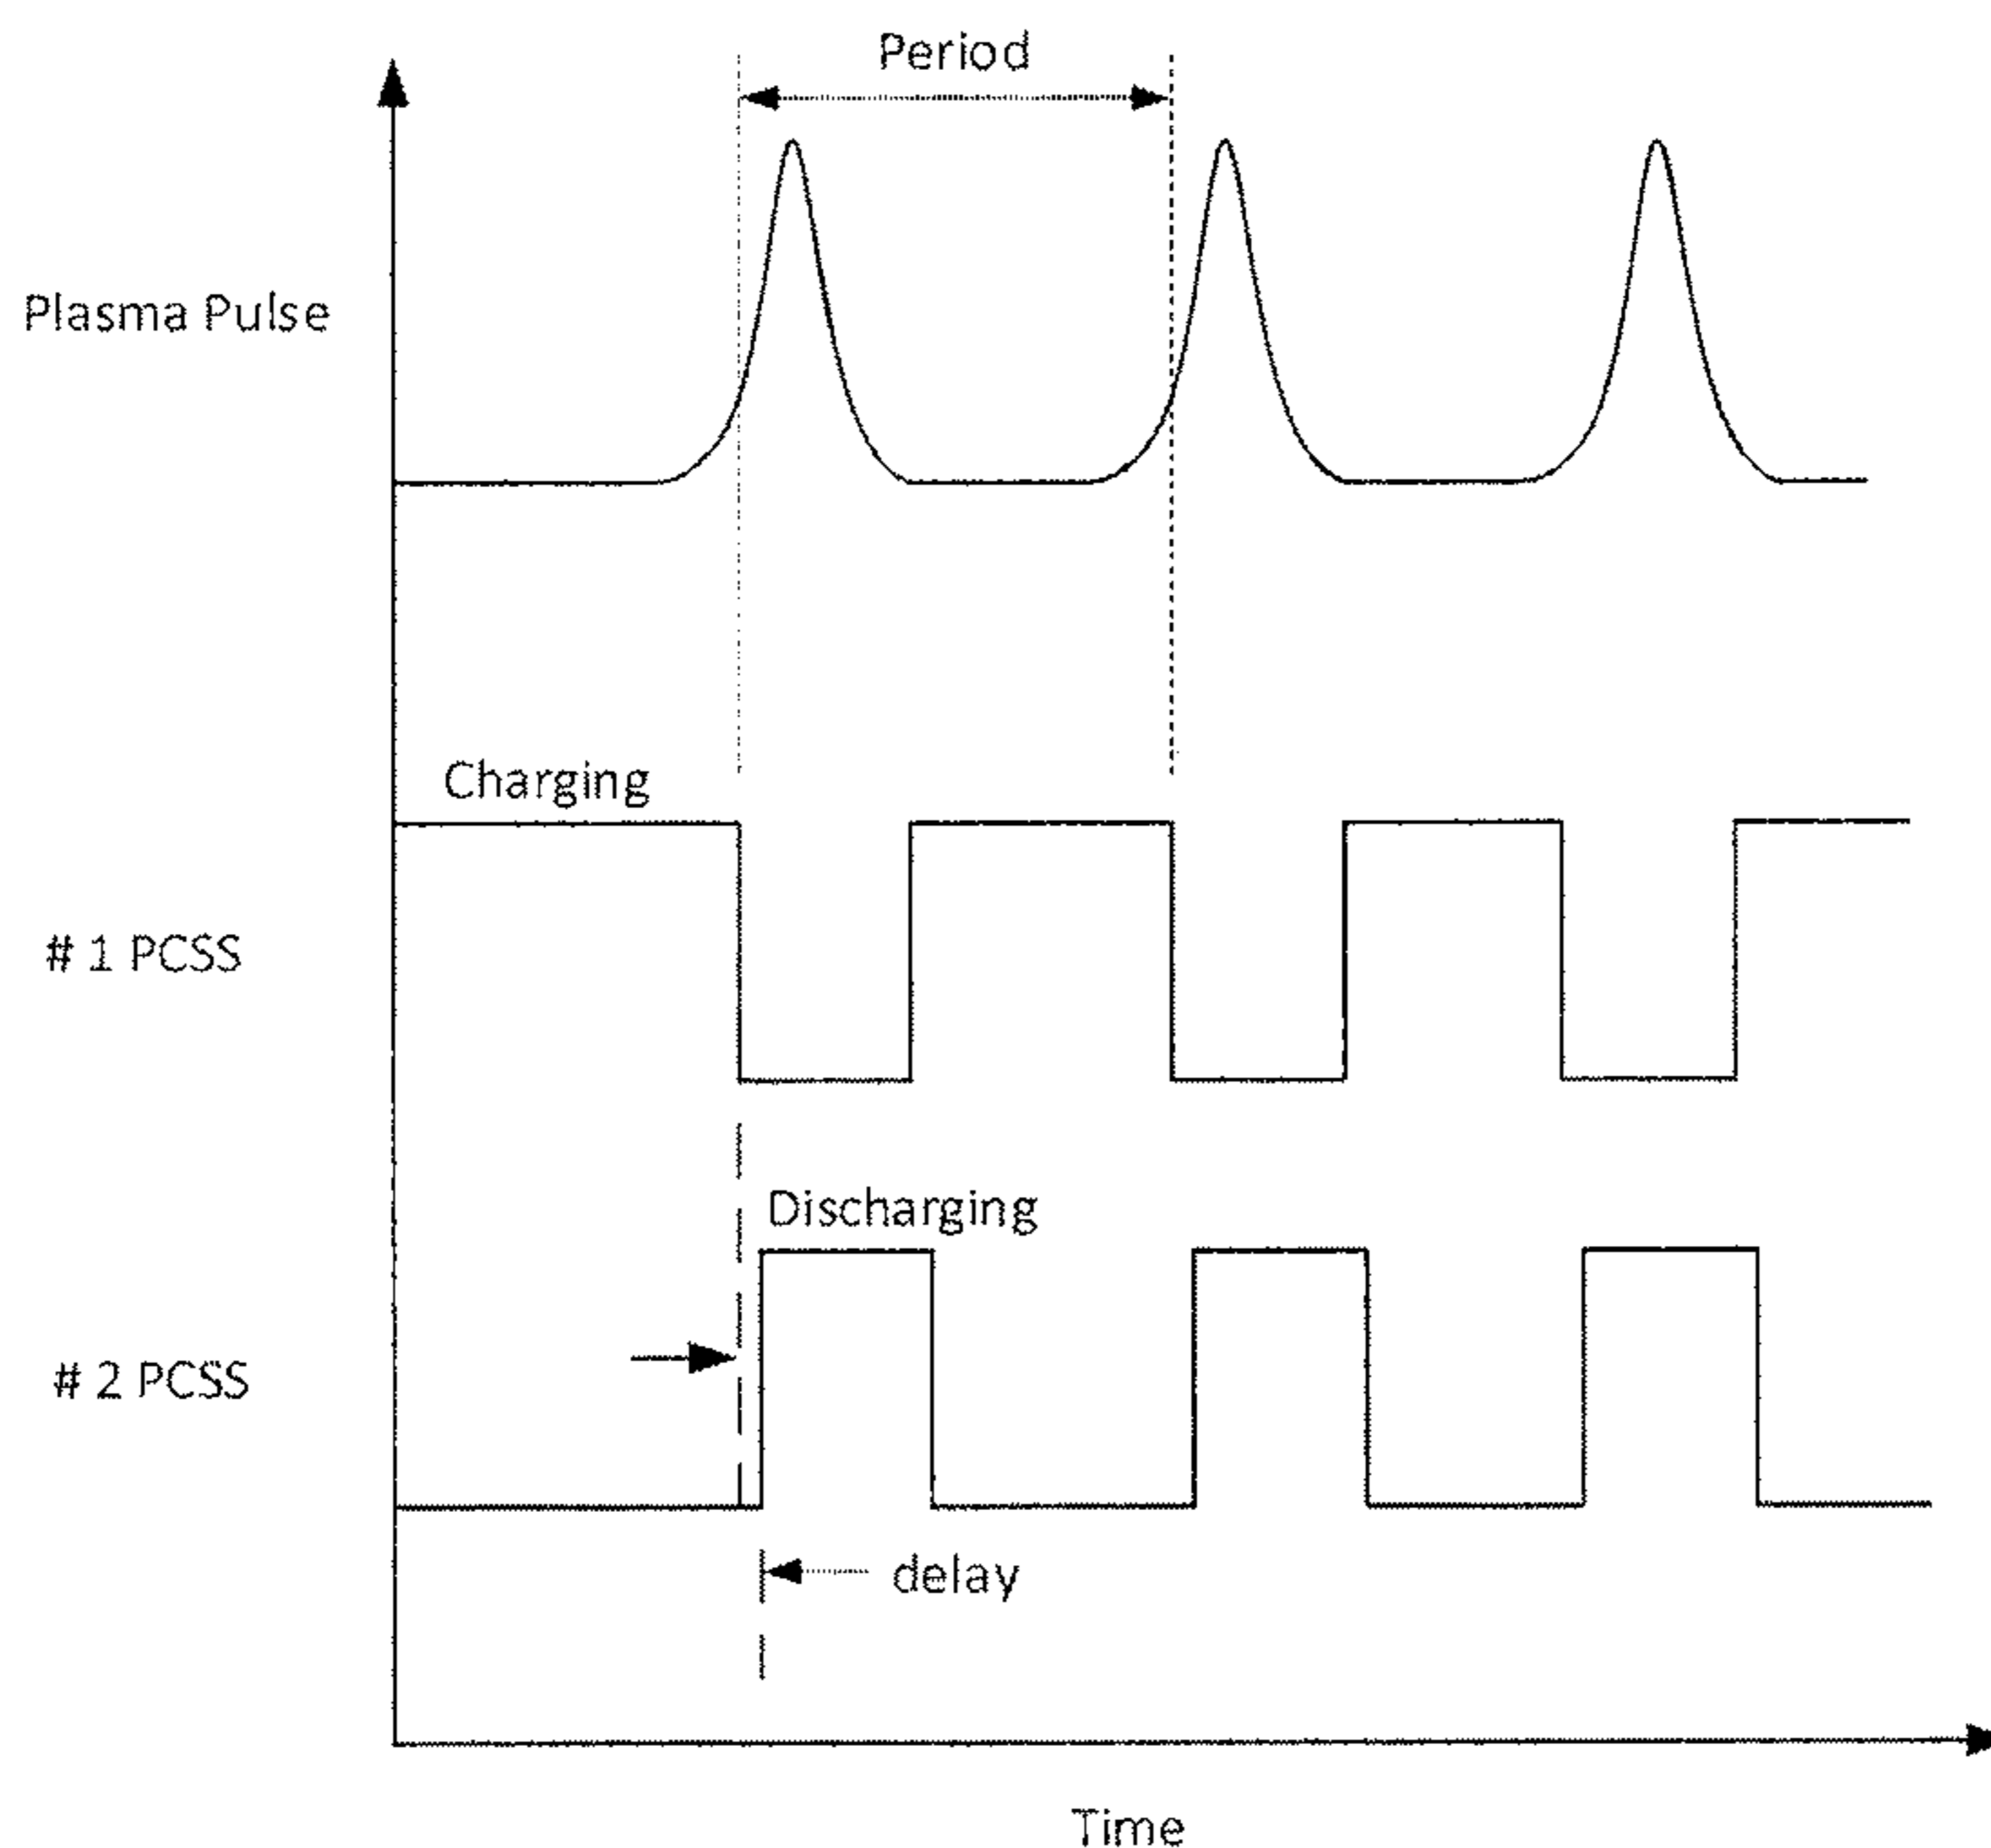 Period
Plasma Pulse
Charging
# 1 PCSS
Discharging
# 2 PCSS
delay
Time